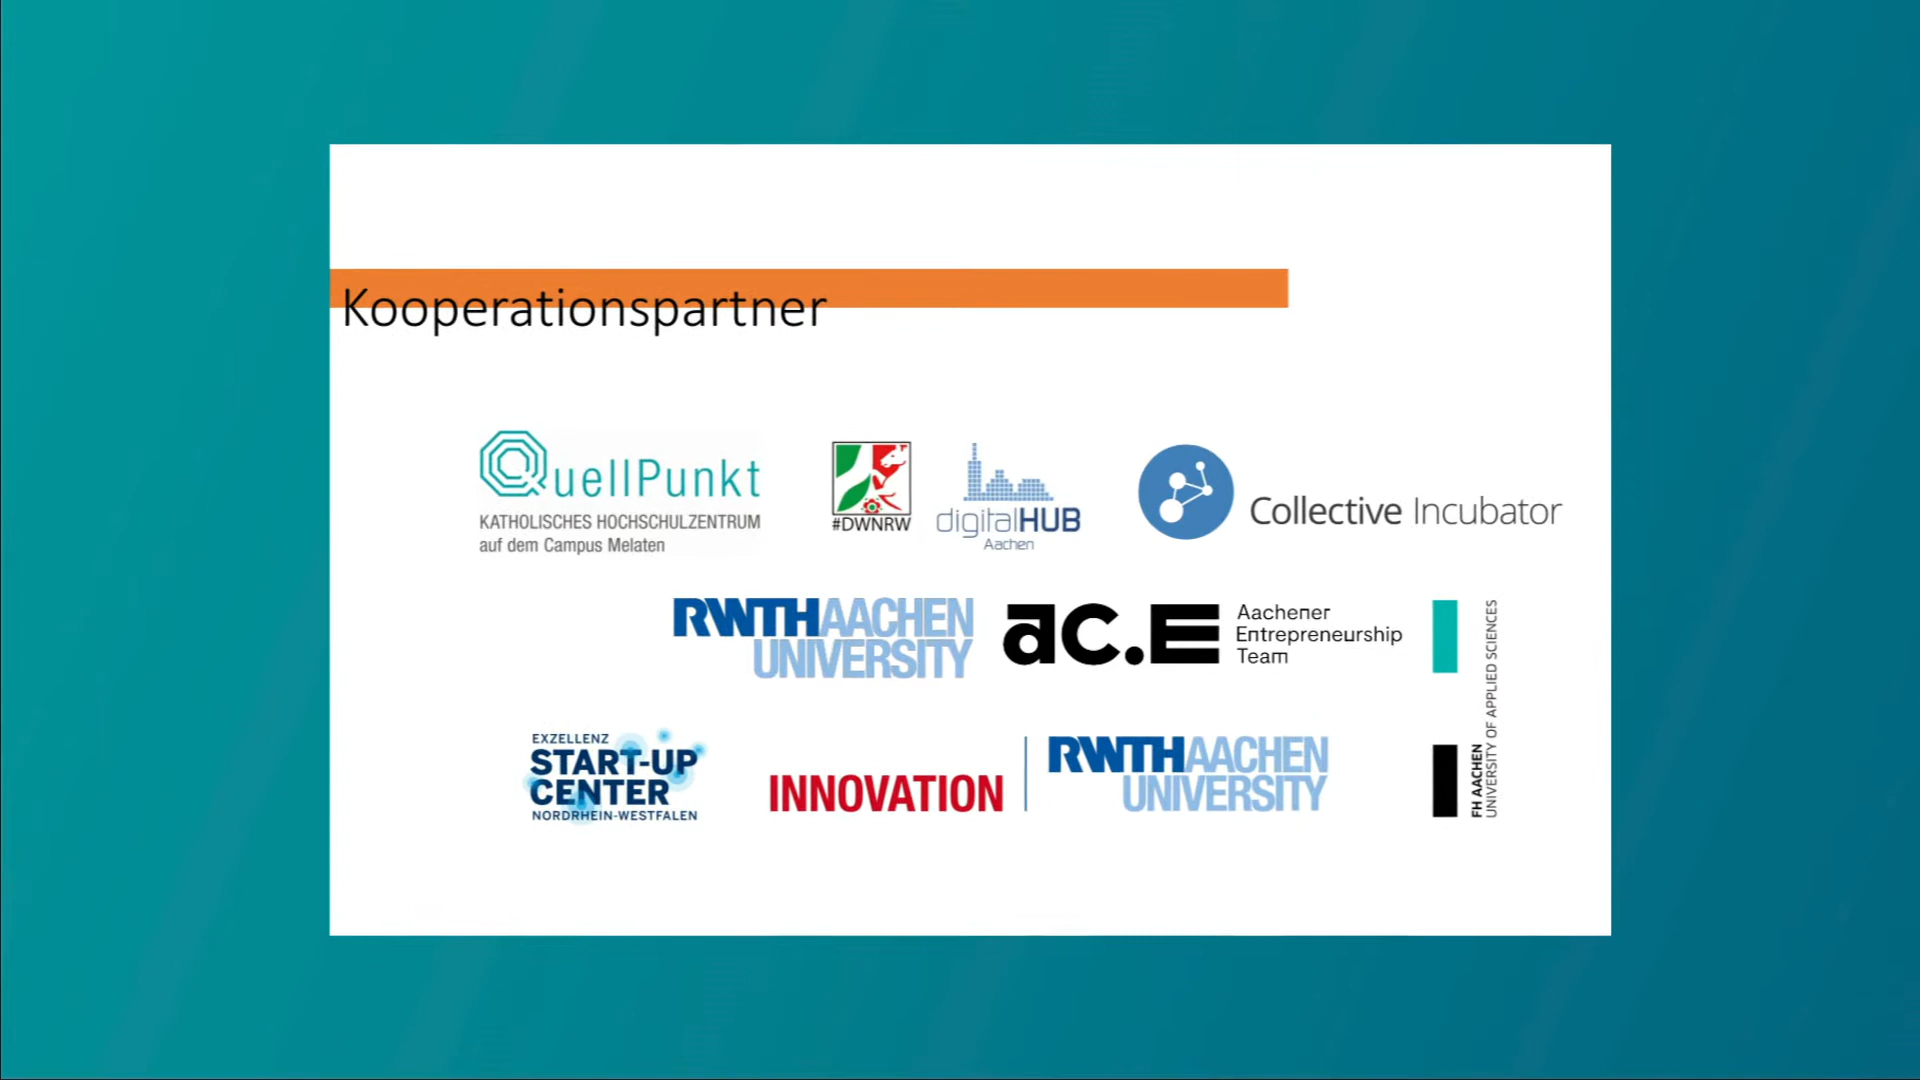 Kooperationspartner
QuellPunkt
KATHOLISCHES HOCHSCHULZENTRUM
auf dem Campus Melaten
#DWNRW
digitalHUB
Aachen
Collective Incubator
RWTHAACHEN
UNIVERSITY
ac.E
Aachener
Entrepreneurship
Team
EXZELLENZ
START-UP
CENTER
NORDRHEIN-WESTFALEN
INNOVATION
RWTHAACHEN
UNIVERSITY
FH AACHEN
UNIVERSITY OF APPLIED SCIENCES